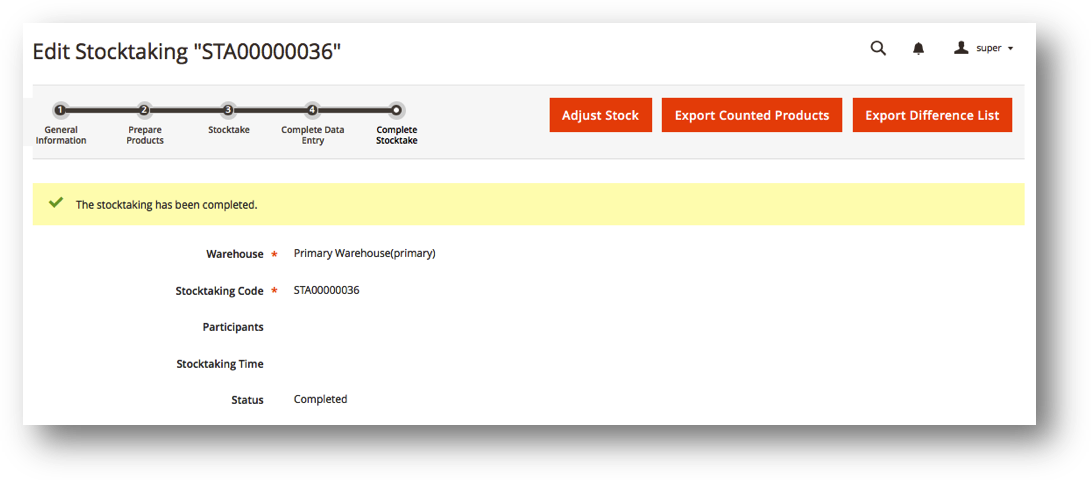 Edit Stocktaking "STA00000036"
super
1 2 3 4
General Information
Prepare Products
Stocktake
Complete Data Entry
Complete Stocktake
Adjust Stock
Export Counted Products
Export Difference List
The stocktaking has been completed.
Warehouse * Primary Warehouse(primary)
Stocktaking Code * STA00000036
Participants
Stocktaking Time
Status Completed